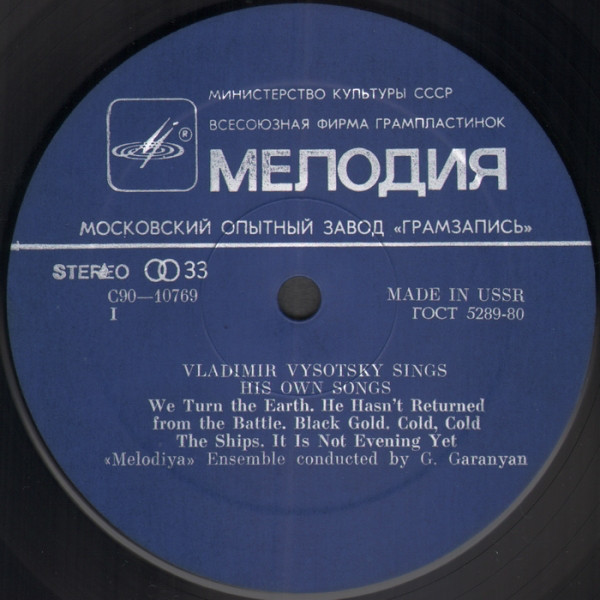 МИНИСТЕРСТВО КУЛЬТУРЫ СССР
ВСЕСОЮЗНАЯ ФИРМА ГРАМПЛАСТИНОК
®
МЕЛОДИЯ
МОСКОВСКИЙ ОПЫТНЫЙ ЗАВОД «ГРАМЗАПИСЬ»
STEREO 33
С90—10769
I
MADE IN USSR
ГОСТ 5289-80
VLADIMIR VYSOTSKY SINGS
HIS OWN SONGS
We Turn the Earth. He Hasn't Returned
from the Battle. Black Gold. Cold, Cold
The Ships. It Is Not Evening Yet
«Melodiya» Ensemble conducted by G. Garanyan